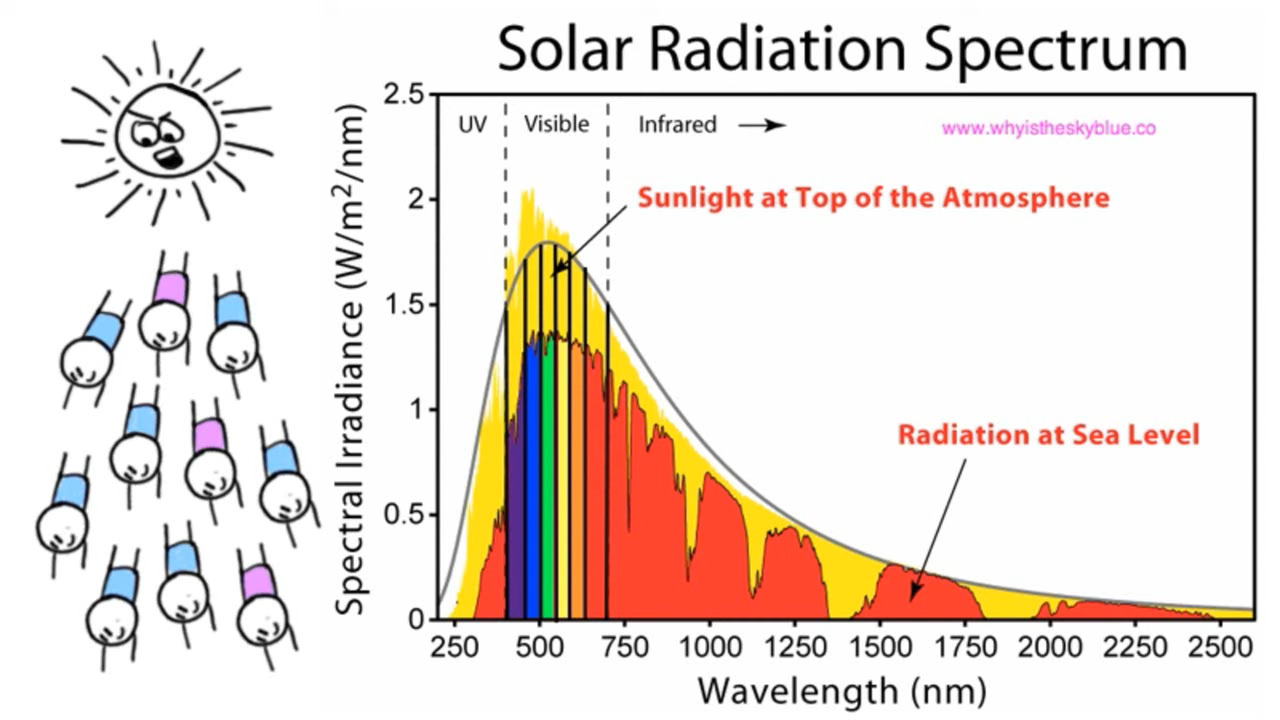 Solar Radiation Spectrum
UV
Visible
Infrared
www.whyistheskyblue.co
Sunlight at Top of the Atmosphere
Radiation at Sea Level
Spectral Irradiance (W/m²/nm)
2.5
2
1.5
1
0.5
0
250 500 750 1000 1250 1500 1750 2000 2250 2500
Wavelength (nm)